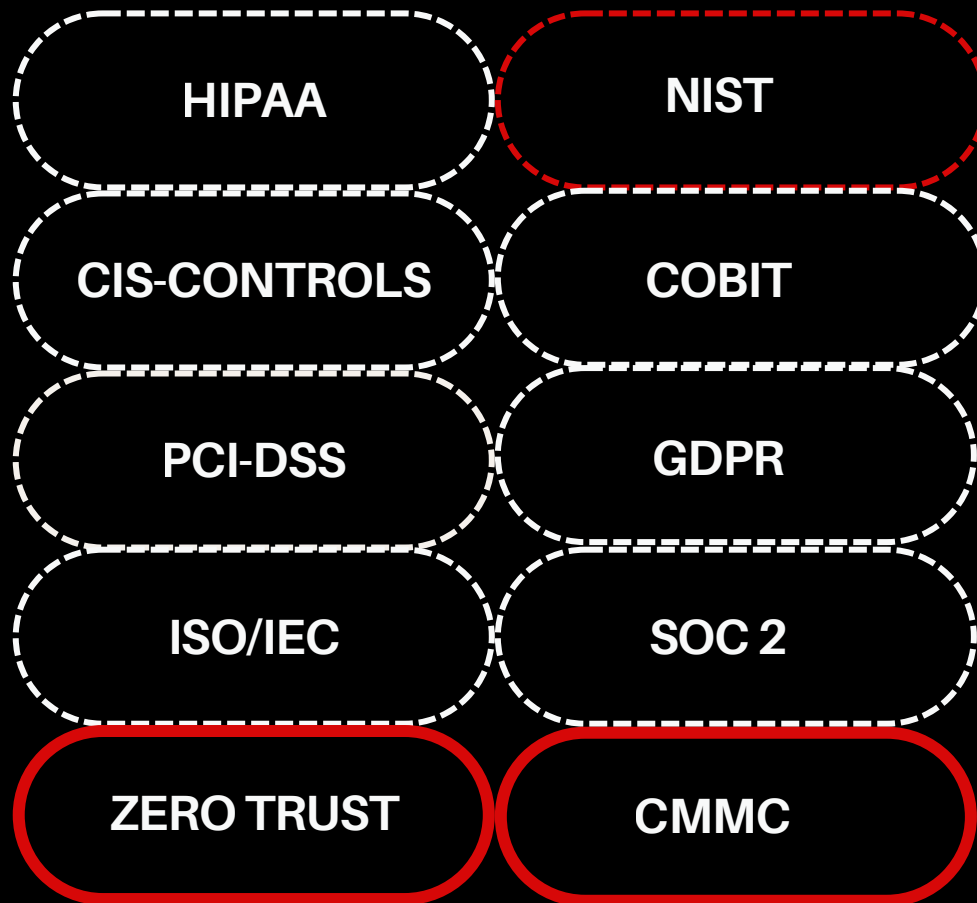 HIPAA
NIST
CIS-CONTROLS
COBIT
PCI-DSS
GDPR
ISO/IEC
SOC 2
ZERO TRUST
CMMC